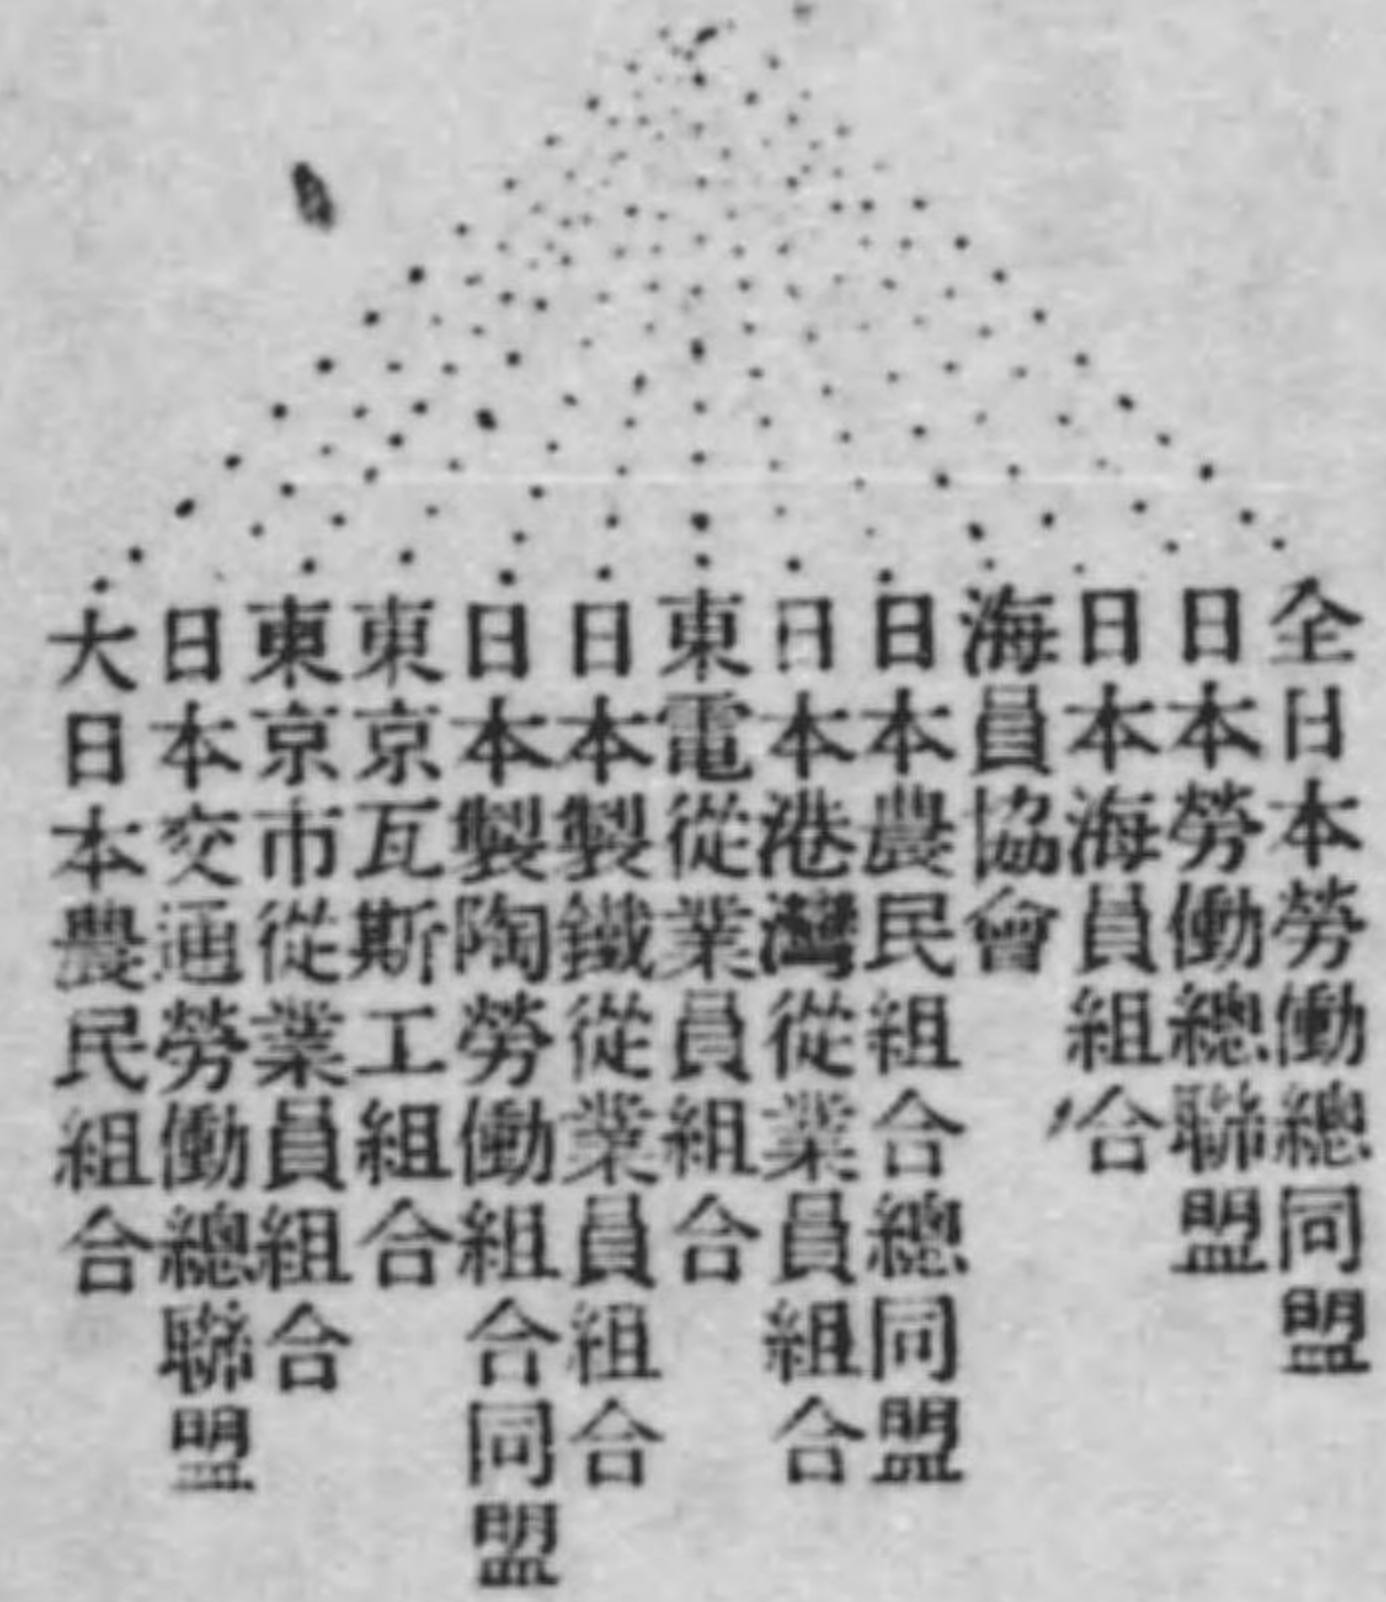 全日本勞働總同盟
日本勞働總聯盟
日本海員組合
海員協會
日本農民組合總同盟
日本港灣從業員組合
東電從業員組合
日本製鐵從業員組合
日本製陶勞働組合同盟
東京瓦斯工組合
東京市從業員組合
日本交通勞働總聯盟
大日本農民組合